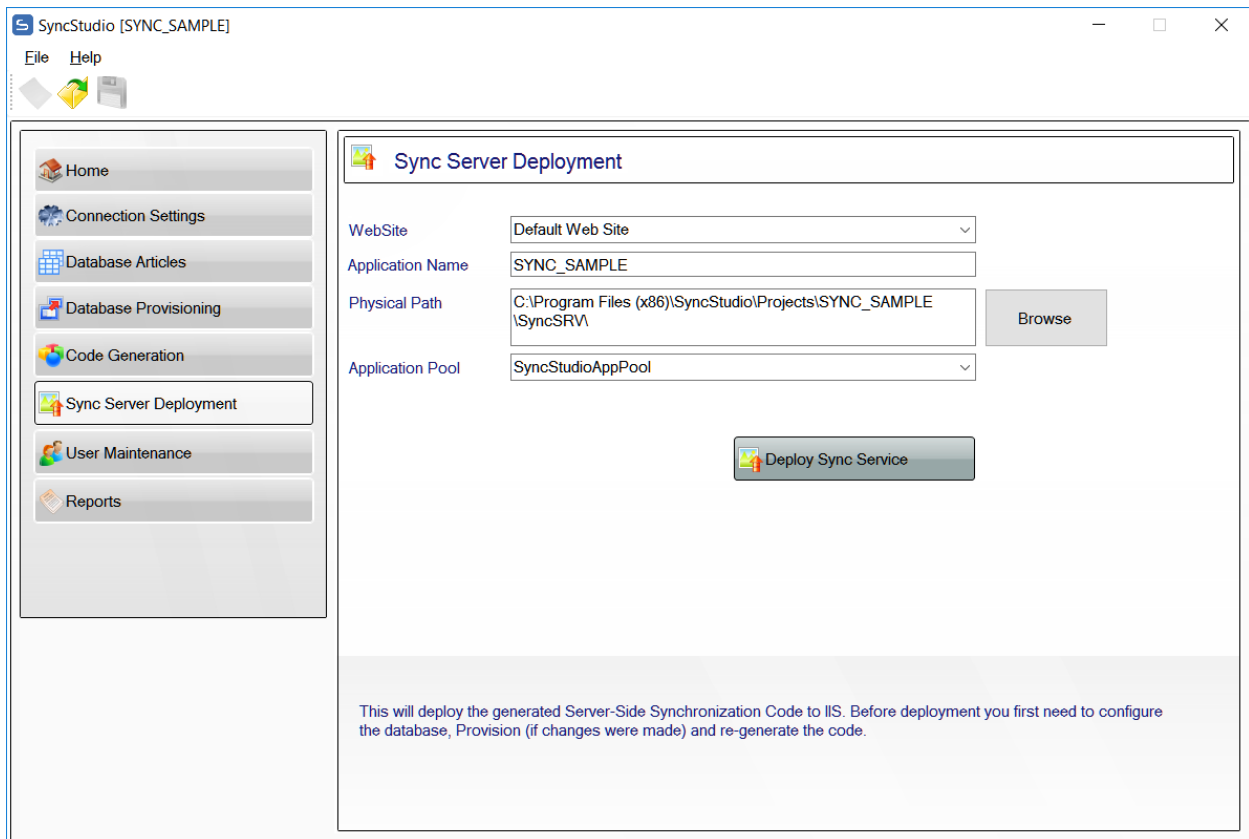 SyncStudio [SYNC_SAMPLE]
File Help
Home
Connection Settings
Database Articles
Database Provisioning
Code Generation
Sync Server Deployment
User Maintenance
Reports
Sync Server Deployment
WebSite
Default Web Site
Application Name
SYNC_SAMPLE
Physical Path
C:\Program Files (x86)\SyncStudio\Projects\SYNC_SAMPLE
\SyncSRV\
Browse
Application Pool
SyncStudioAppPool
Deploy Sync Service
This will deploy the generated Server-Side Synchronization Code to IIS. Before deployment you first need to configure
the database, Provision (if changes were made) and re-generate the code.